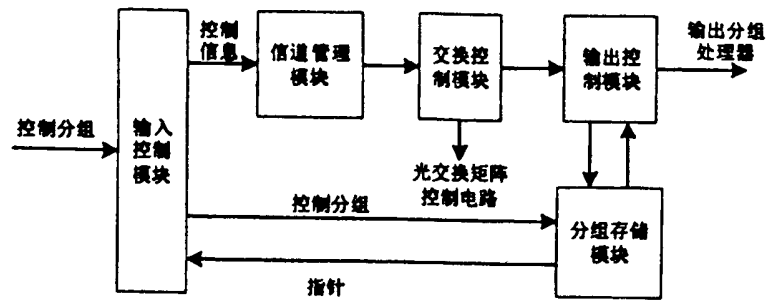 控制
信息
信道管理
模块
交换控
制模块
输出控
制模块
输出分组
处理器
控制分组
输入
控制
模块
光交换矩阵
控制电路
控制分组
分组存储
模块
指针